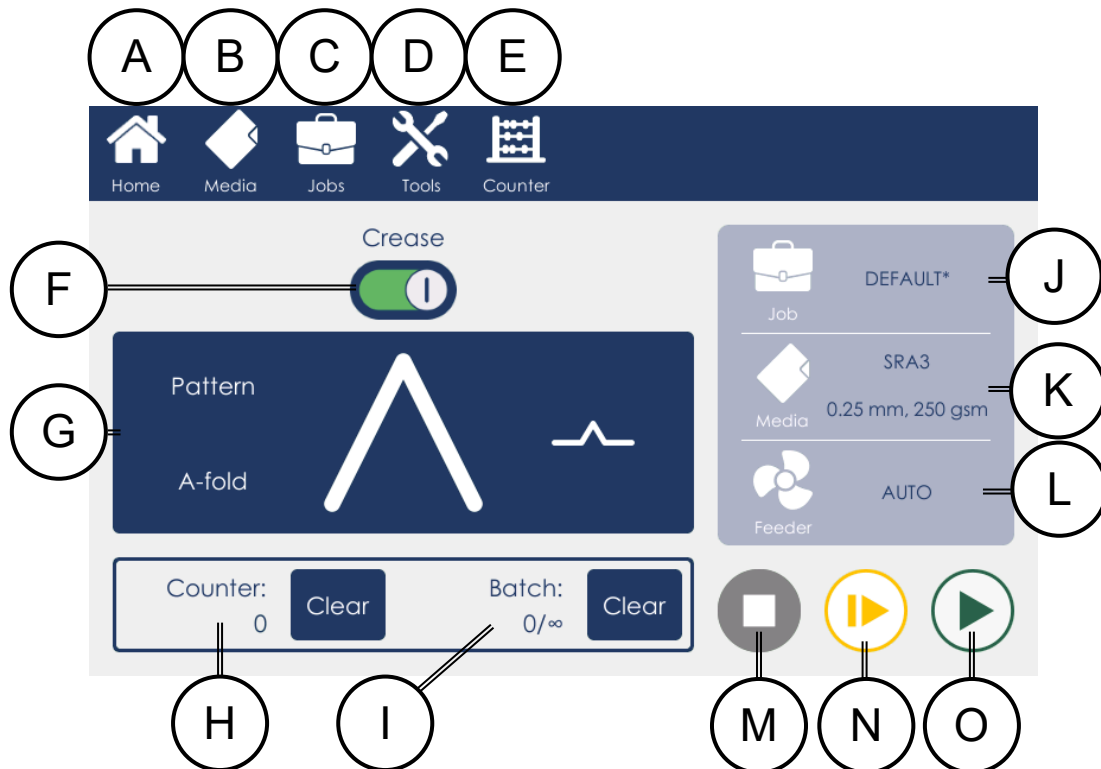 A B C D E
Home Media Jobs Tools Counter
Crease
F
Pattern
A-fold
G
DEFAULT*
Job
J
SRA3
0.25 mm, 250 gsm
Media
K
AUTO
Feeder
L
Counter:
0
Clear
Batch:
0/∞
Clear
H I M N O